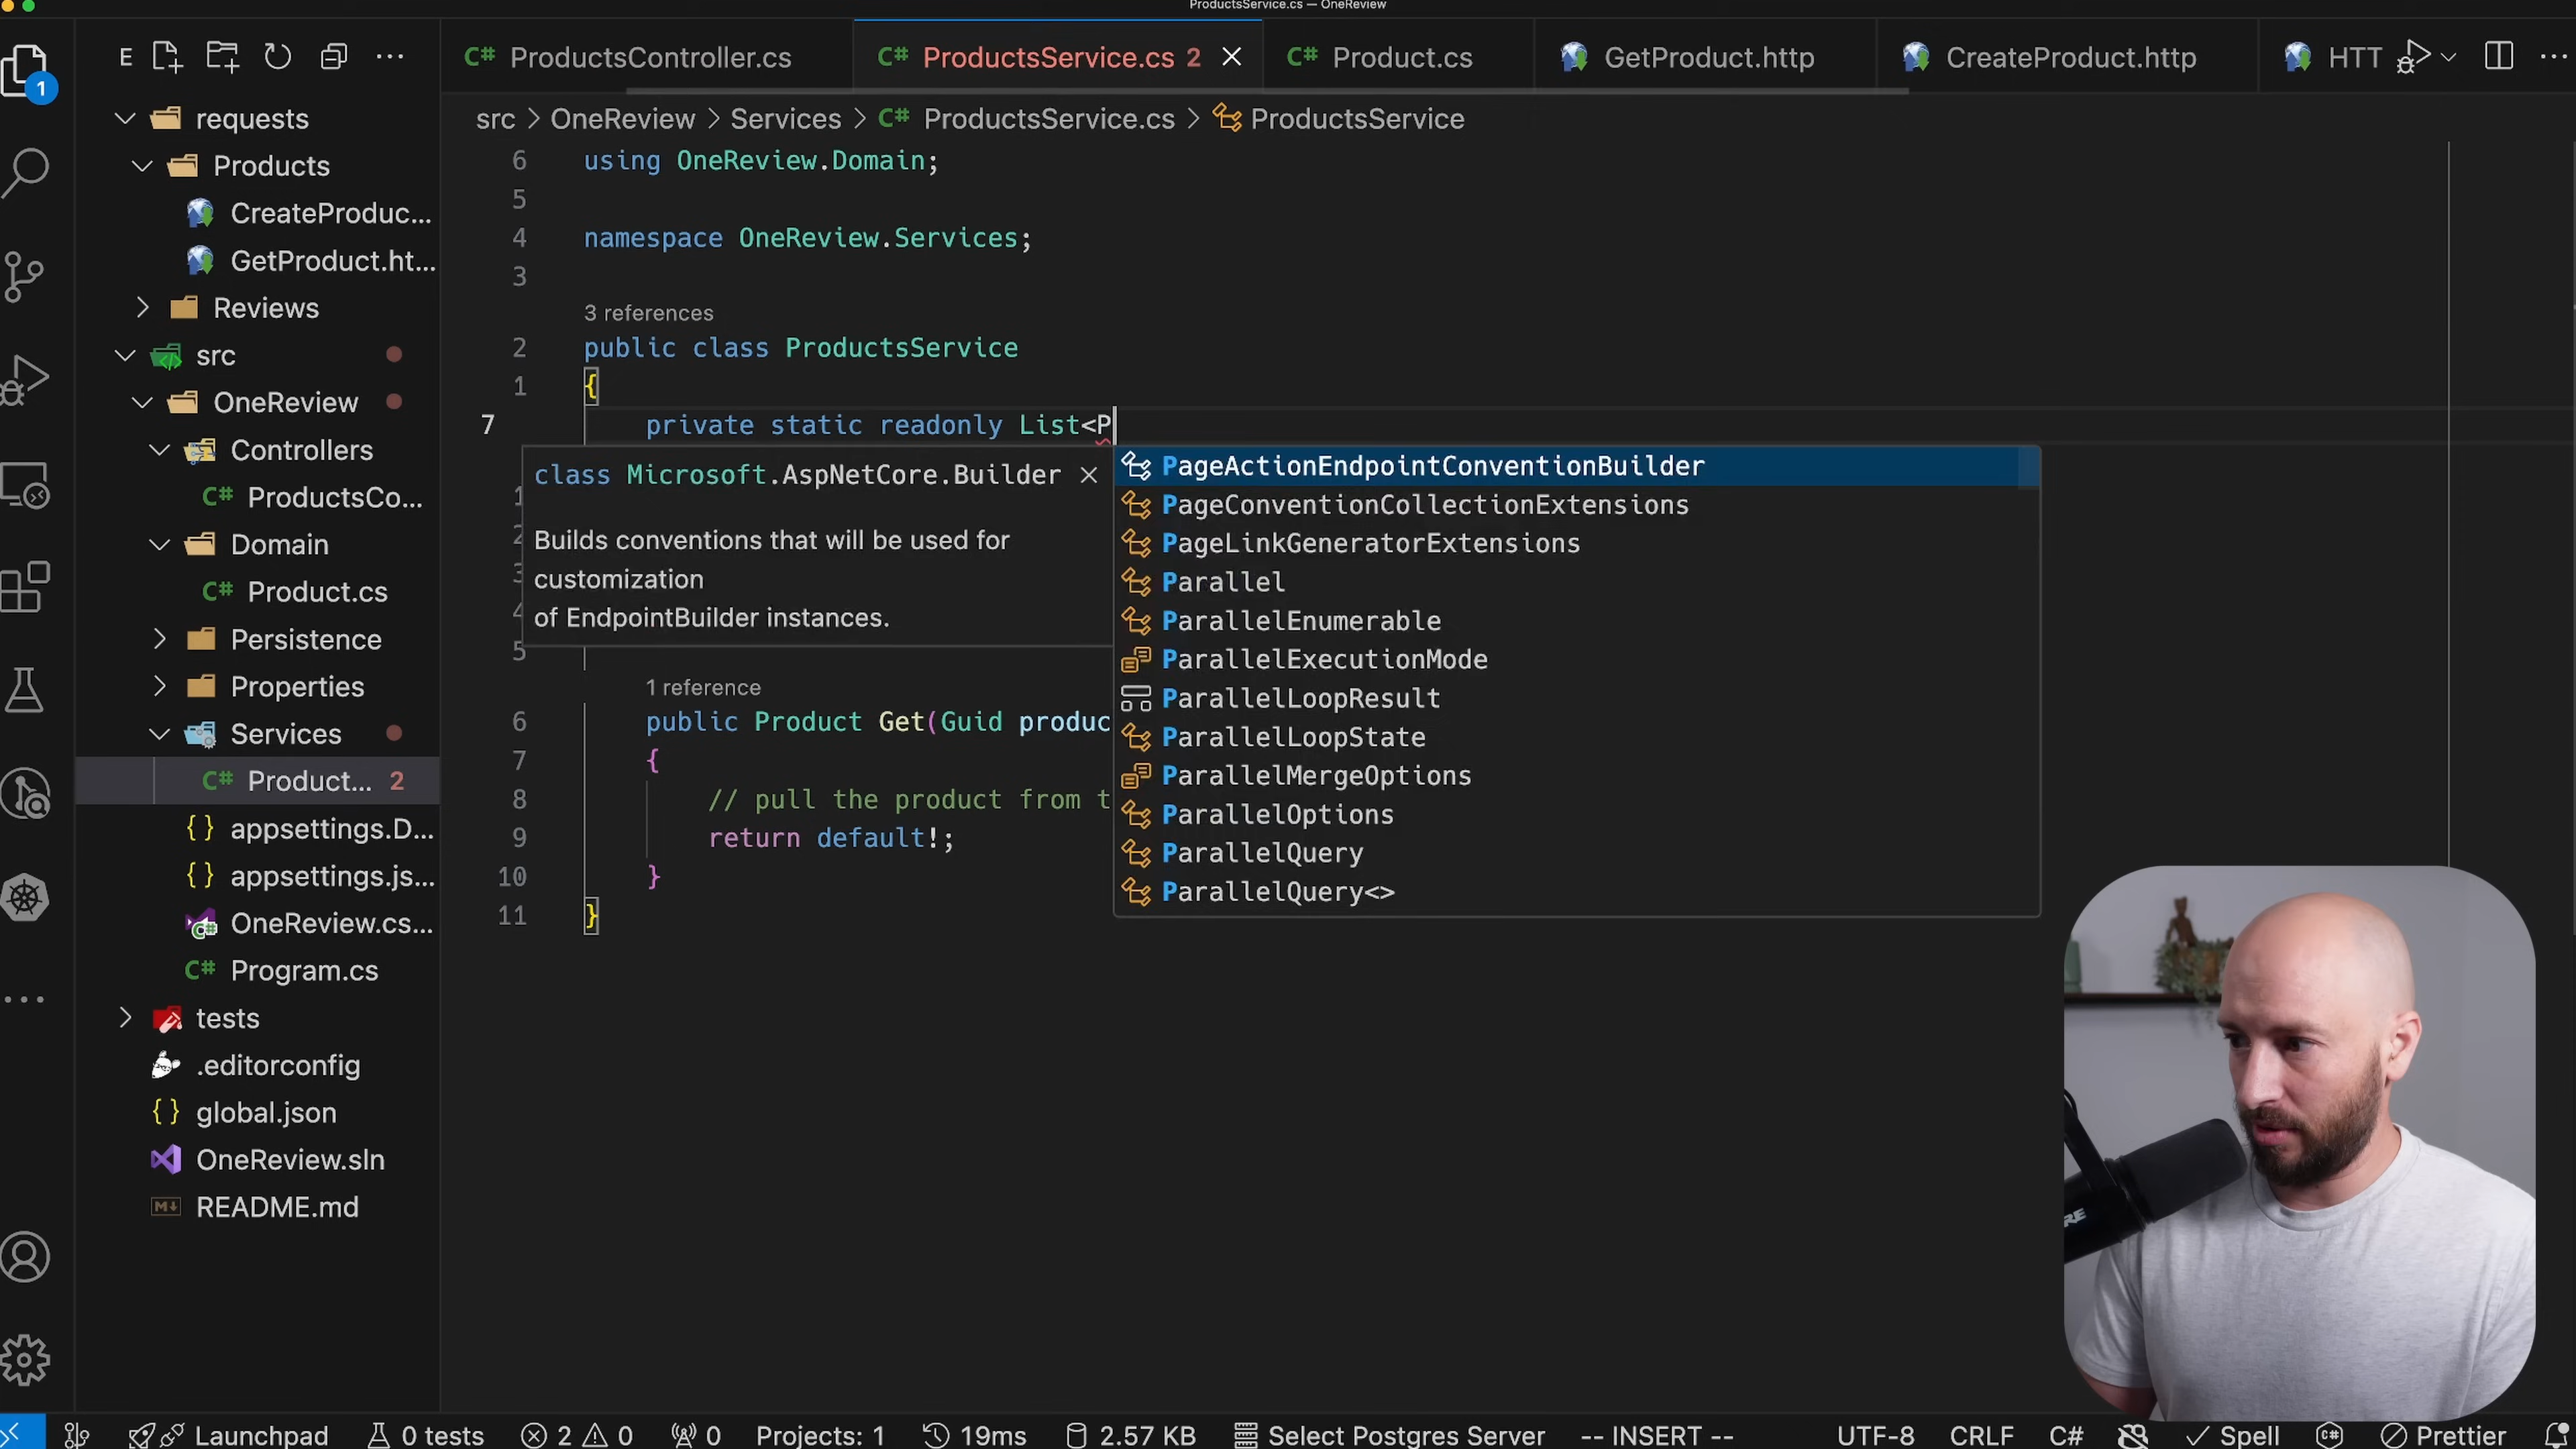 ProductsService.cs — OneReview
1
E
ProductsController.cs
ProductsService.cs 2
Product.cs
GetProduct.http
CreateProduct.http
HTT
requests
Products
CreateProduc...
GetProduct.ht...
Reviews
src
OneReview
Controllers
ProductsCo...
Domain
Product.cs
Persistence
Properties
Services
Product... 2
appsettings.D...
appsettings.js...
OneReview.cs...
Program.cs
tests
.editorconfig
global.json
OneReview.sln
README.md
src > OneReview > Services > C# ProductsService.cs > ProductsService
6 using OneReview.Domain;
5
4 namespace OneReview.Services;
3
3 references
2 public class ProductsService
1 {
7 private static readonly List<P
class Microsoft.AspNetCore.Builder
Builds conventions that will be used for
customization
of EndpointBuilder instances.
PageActionEndpointConventionBuilder
PageConventionCollectionExtensions
PageLinkGeneratorExtensions
Parallel
ParallelEnumerable
ParallelExecutionMode
ParallelLoopResult
ParallelLoopState
ParallelMergeOptions
ParallelOptions
ParallelQuery
ParallelQuery<>
5
1 reference
6 public Product Get(Guid produc
7 {
8 // pull the product from t
9 return default!;
10 }
11 }
Launchpad 0 tests 2 0 0 Projects: 1 19ms 2.57 KB Select Postgres Server -- INSERT -- UTF-8 CRLF C# Spell Prettier